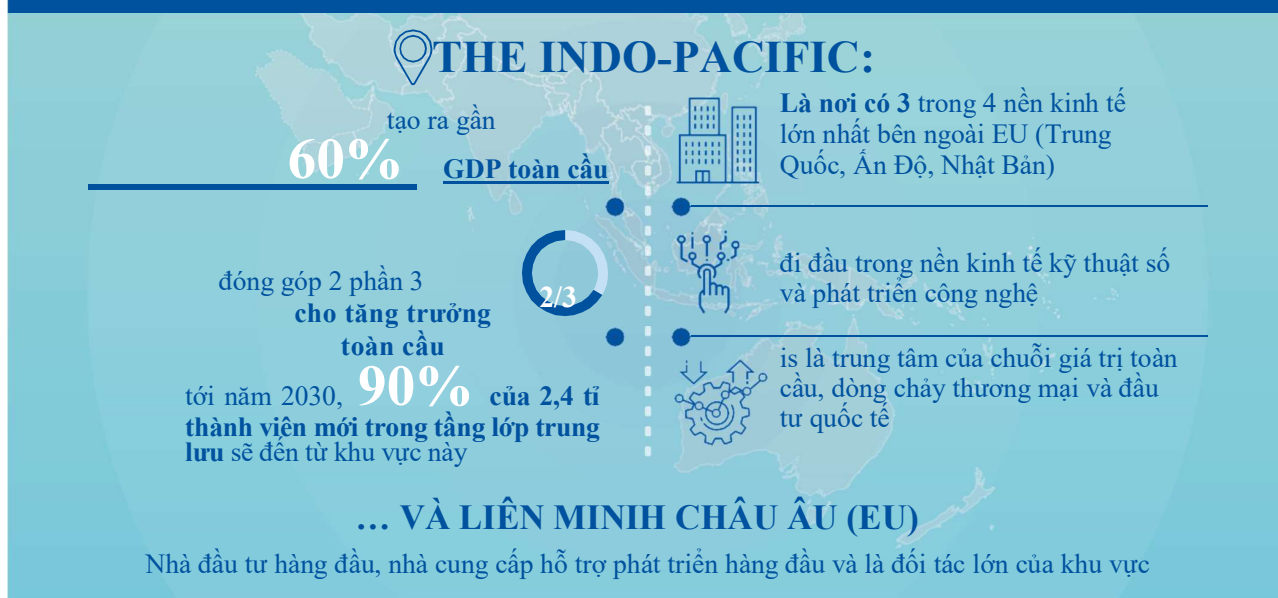 THE INDO-PACIFIC:
tạo ra gần
60% GDP toàn cầu
2/3
đóng góp 2 phần 3
cho tăng trưởng
toàn cầu
tới năm 2030, 90% của 2,4 tỉ
thành viên mới trong tầng lớp trung
lưu sẽ đến từ khu vực này
Là nơi có 3 trong 4 nền kinh tế
lớn nhất bên ngoài EU (Trung
Quốc, Ấn Độ, Nhật Bản)
đi đầu trong nền kinh tế kỹ thuật số
và phát triển công nghệ
is là trung tâm của chuỗi giá trị toàn
cầu, dòng chảy thương mại và đầu
tư quốc tế
... VÀ LIÊN MINIH CHÂU ÂU (EU)
Nhà đầu tư hàng đầu, nhà cung cấp hỗ trợ phát triển hàng đầu và là đối tác lớn của khu vực